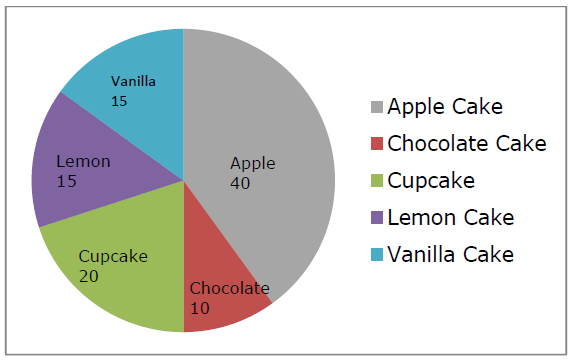 Vanilla
15
Lemon
15
Apple
40
Cupcake
20
Chocolate
10
Apple Cake
Chocolate Cake
Cupcake
Lemon Cake
Vanilla Cake